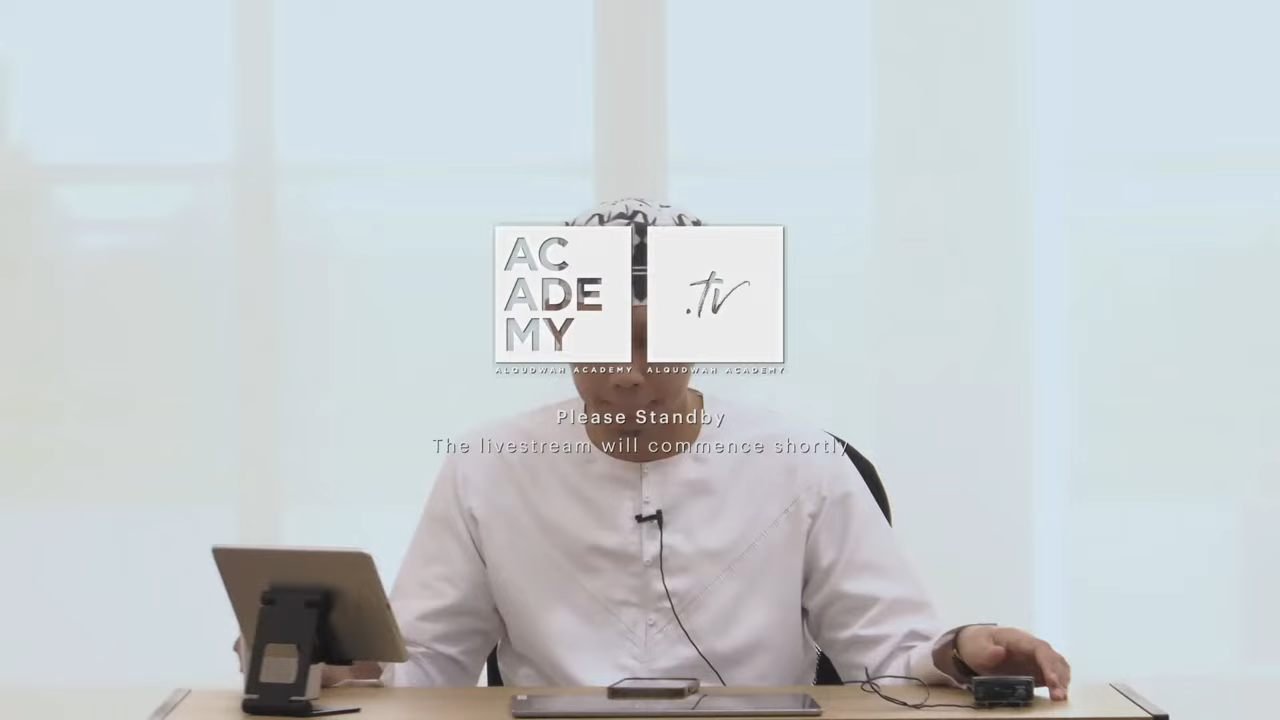 AC
ADE
MY
.tv
ALQUDWAH ACADEMY ALQUDWAH ACADEMY
Please Standby
The livestream will commence shortly